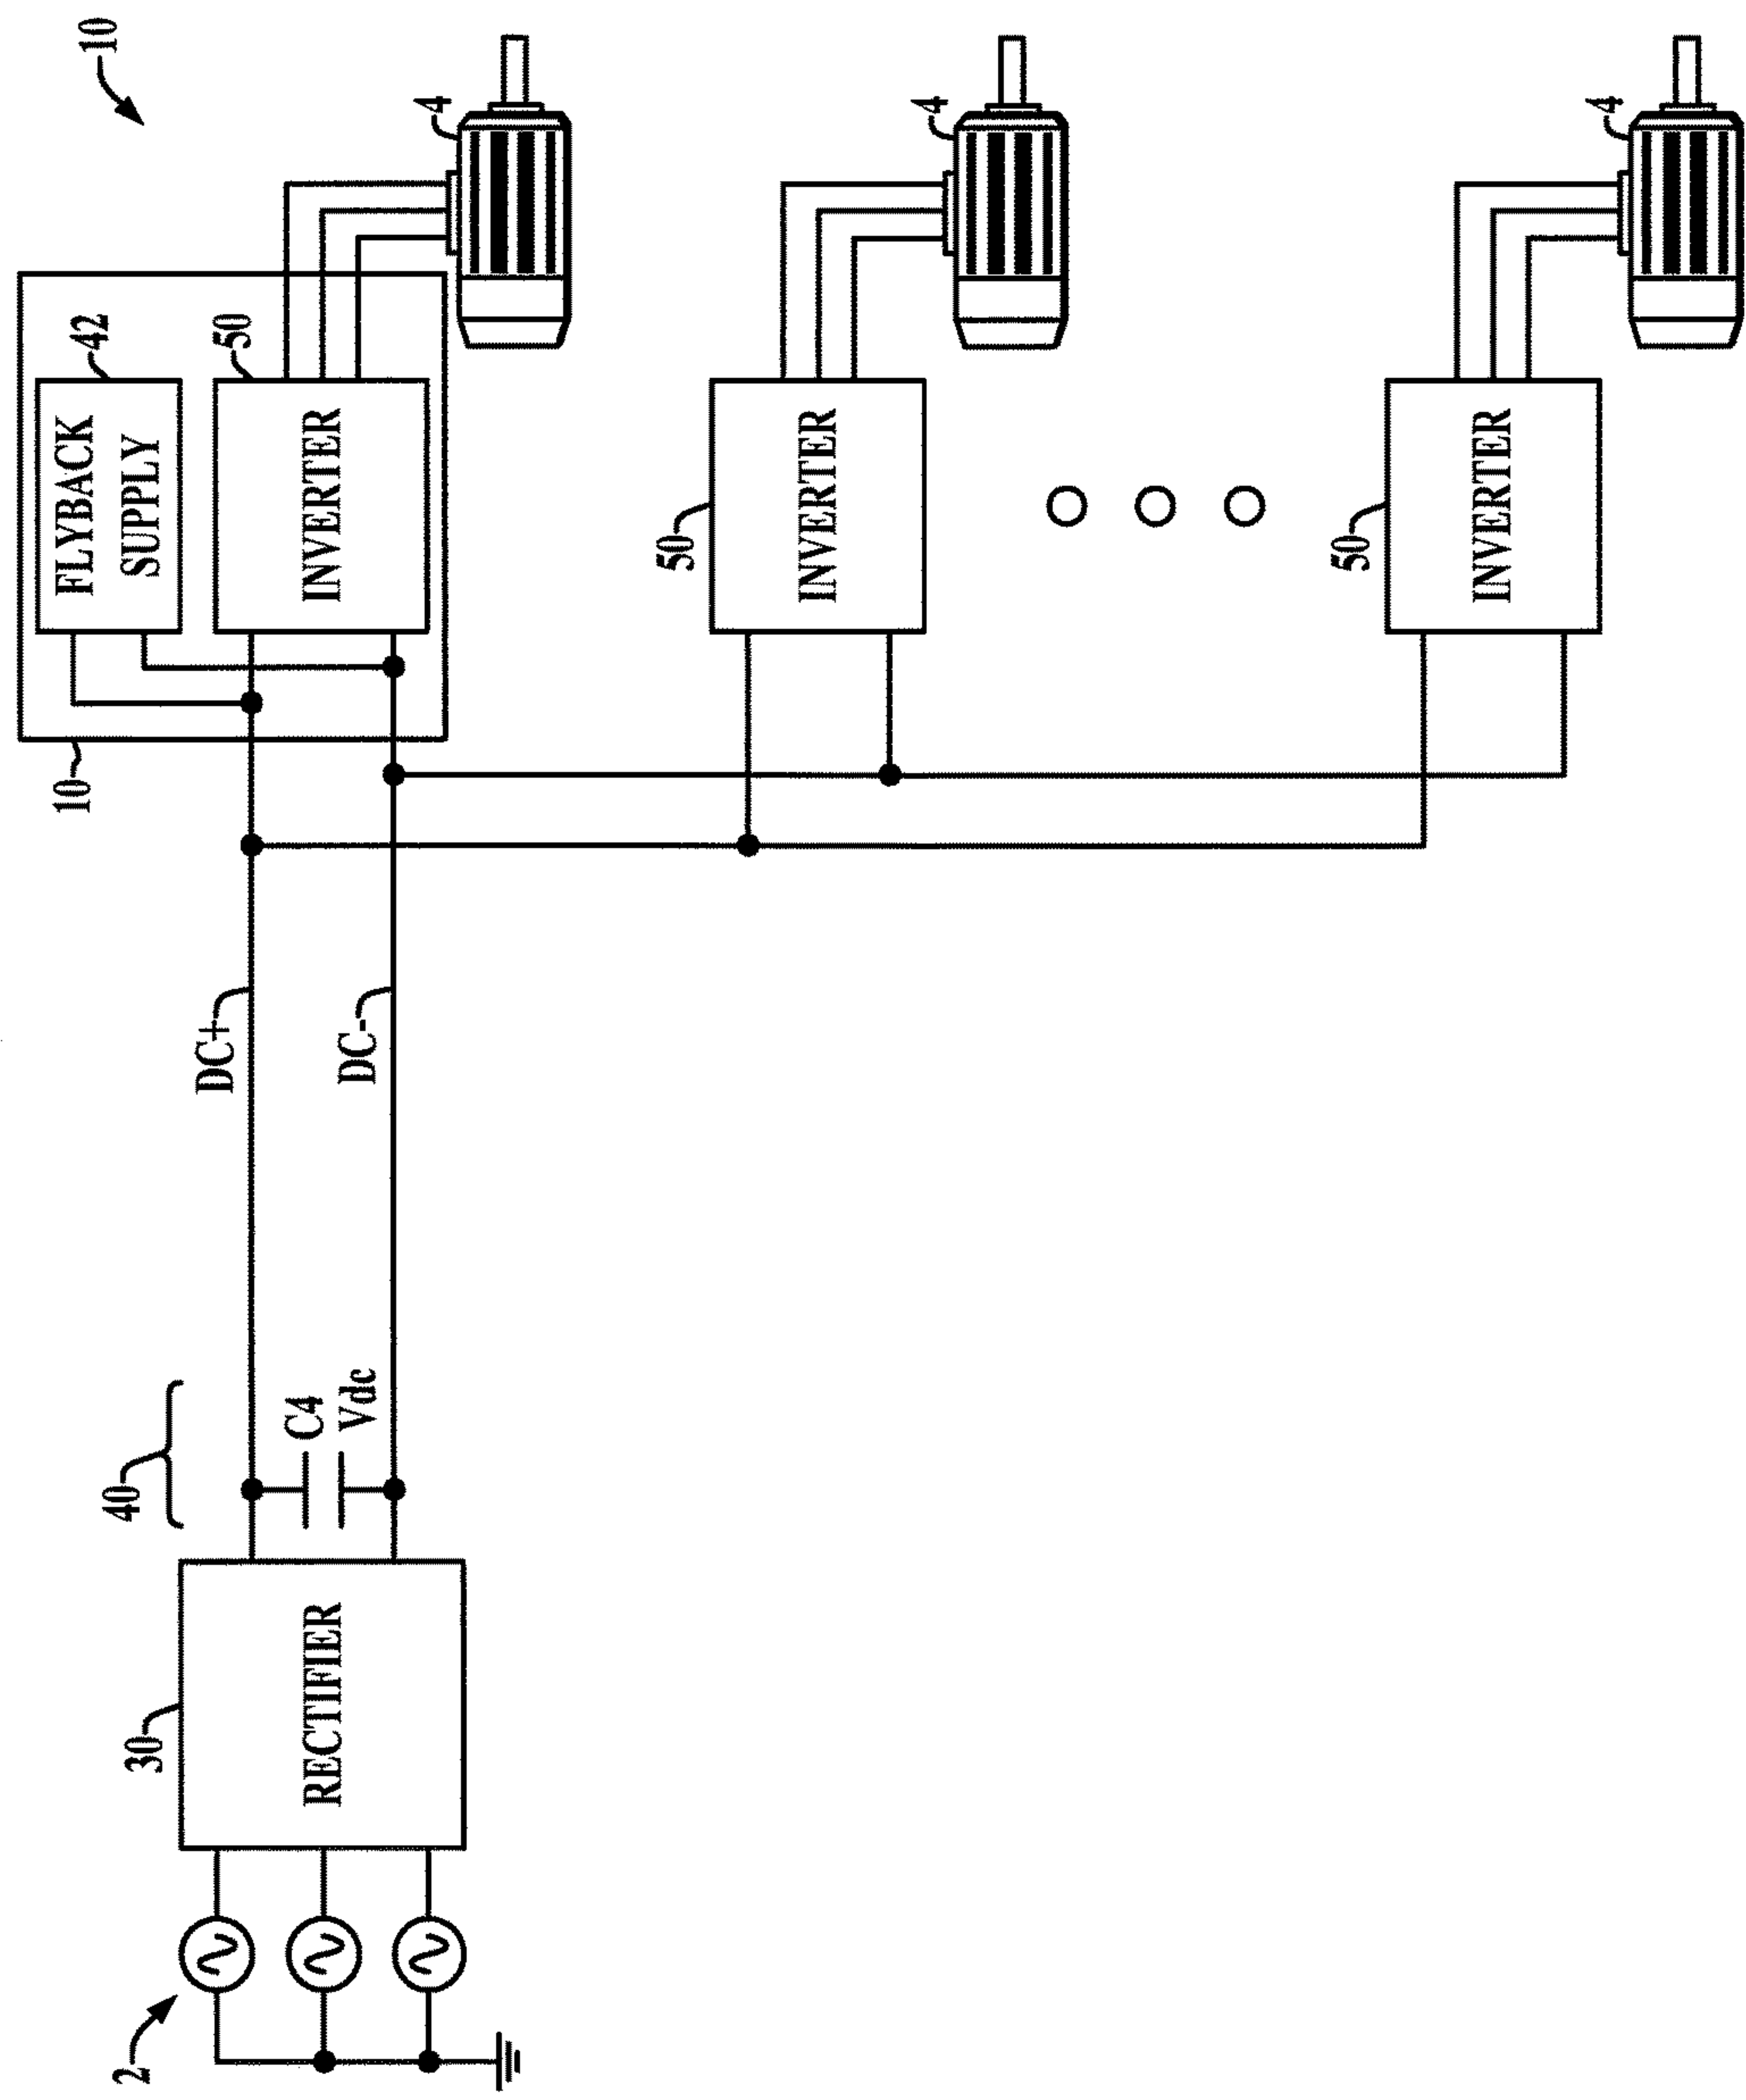 10
10
FLYBACK
SUPPLY
42
50
INVERTER
4
2
30
RECTIFIER
40
C4
Vdc
DC+
DC-
50
INVERTER
4
50
INVERTER
4